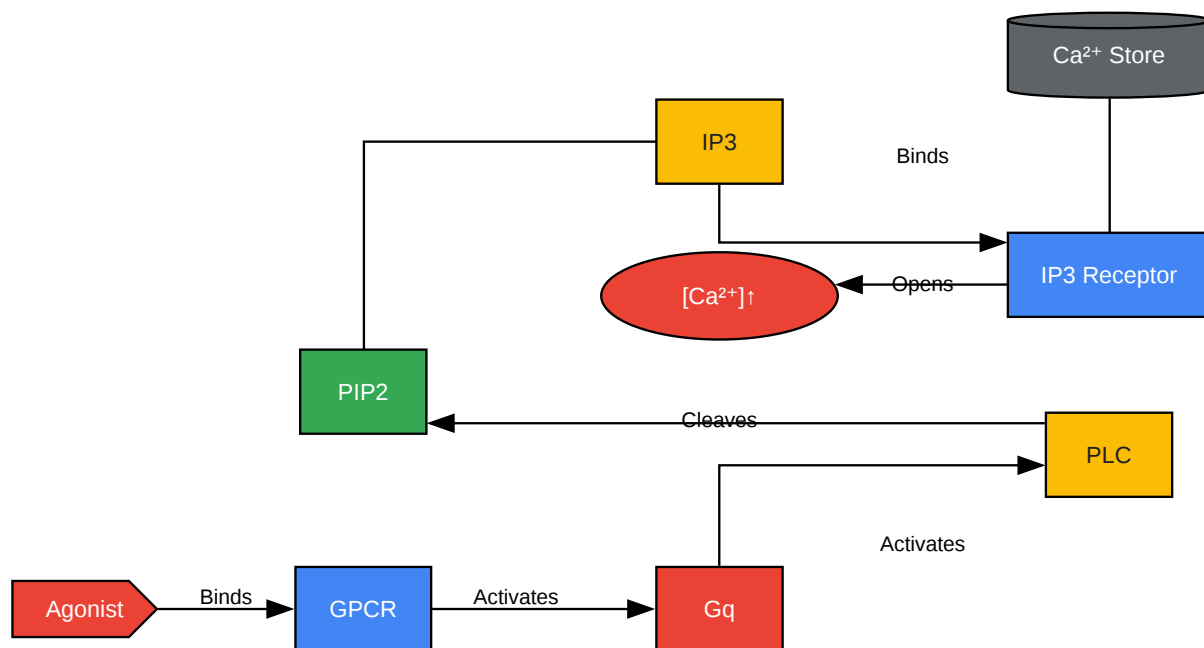 Ca²⁺ Store
IP3
Binds
IP3 Receptor
Opens
[Ca²⁺]↑
PIP2
Cleaves
PLC
Activates
Agonist
Binds
GPCR
Activates
Gq